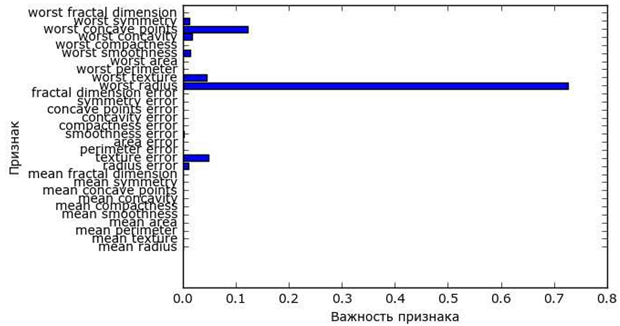 worst fractal dimension
worst symmetry
worst concave points
worst concavity
worst compactness
worst smoothness
worst area
worst perimeter
worst texture
worst radius
fractal dimension error
symmetry error
concave points error
concavity error
compactness error
smoothness error
area error
perimeter error
texture error
radius error
mean fractal dimension
mean symmetry
mean concave points
mean concavity
mean compactness
mean smoothness
mean area
mean perimeter
mean texture
mean radius
Признак
0.0 0.1 0.2 0.3 0.4 0.5 0.6 0.7 0.8
Важность признака